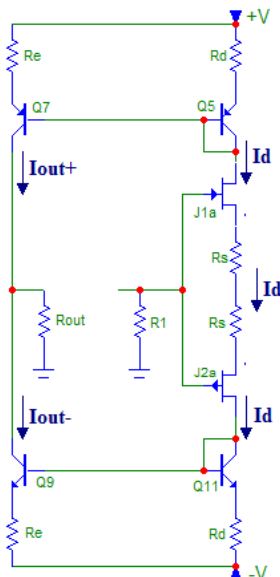 +V
Re
Rd
Q7
Q5
Iout+
Id
J1a
Rs
Id
Rout
R1
Rs
J2a
Iout-
Id
Q9
Q11
Re
Rd
-V